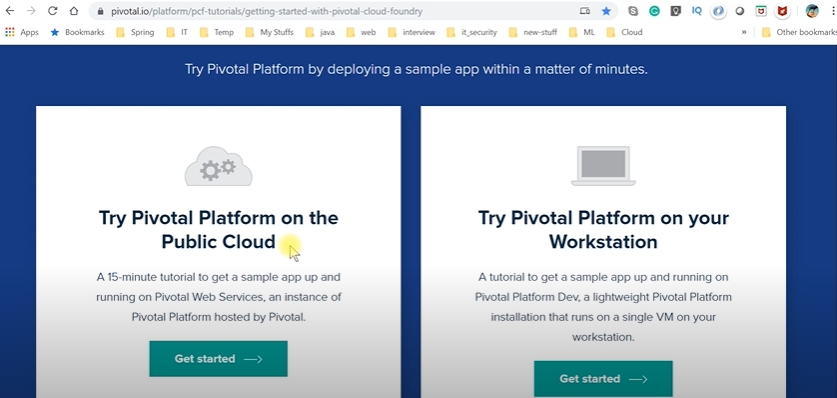 pivotal.io/platform/pcf-tutorials/getting-started-with-pivotal-cloud-foundry
Apps Bookmarks Spring IT Temp My Stuffs java web interview it_security new-stuff ML Cloud » Other bookmarks
Try Pivotal Platform by deploying a sample app within a matter of minutes.
Try Pivotal Platform on the
Public Cloud
A 15-minute tutorial to get a sample app up and
running on Pivotal Web Services, an instance of
Pivotal Platform hosted by Pivotal.
Get started
Try Pivotal Platform on your
Workstation
A tutorial to get a sample app up and running on
Pivotal Platform Dev, a lightweight Pivotal Platform
installation that runs on a single VM on your
workstation.
Get started